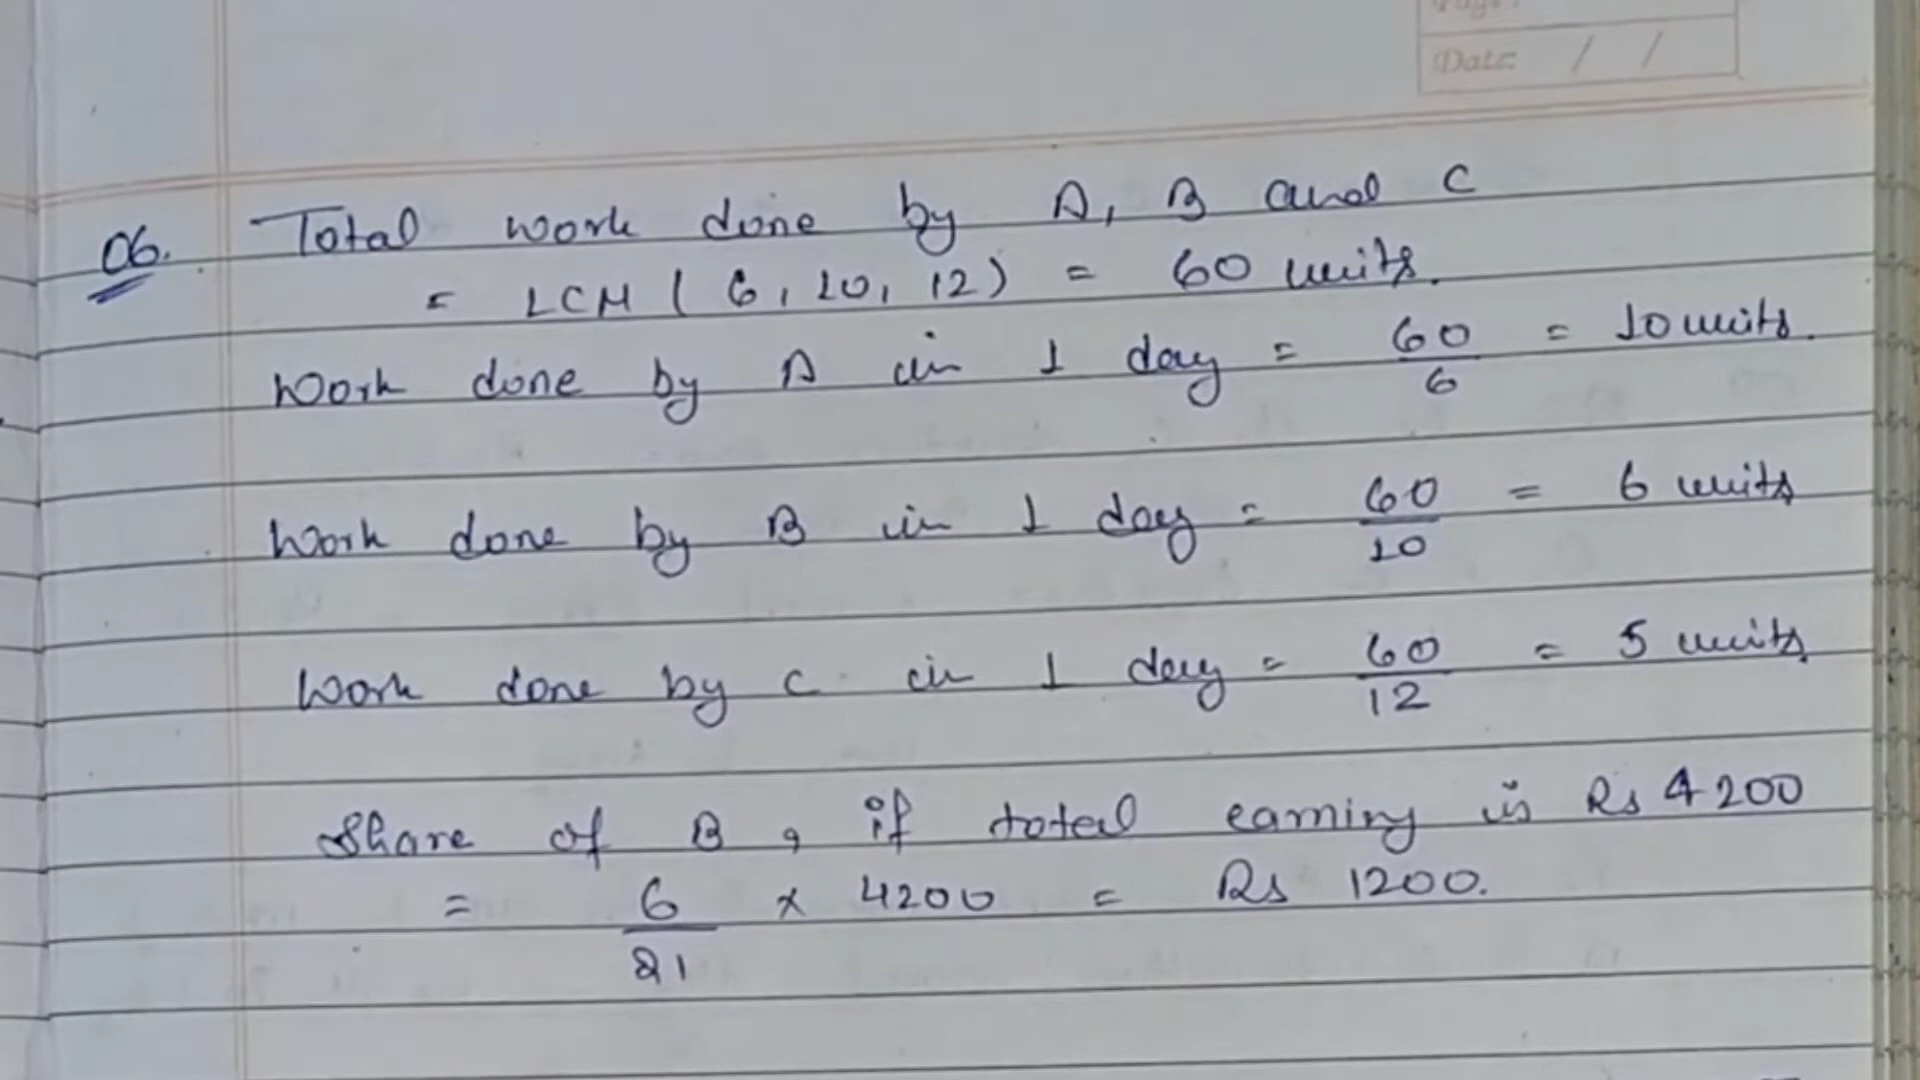 Date: / /
06. Total work done by A, B and C
= LCM ( 6, 10, 12) = 60 units.
Work done by A in 1 day = 60/6 = 10 units.
Work done by B in 1 day = 60/10 = 6 units
Work done by C in 1 day = 60/12 = 5 units.
Share of B, if total earning is Rs 4200
= 6/21 × 4200 = Rs 1200.